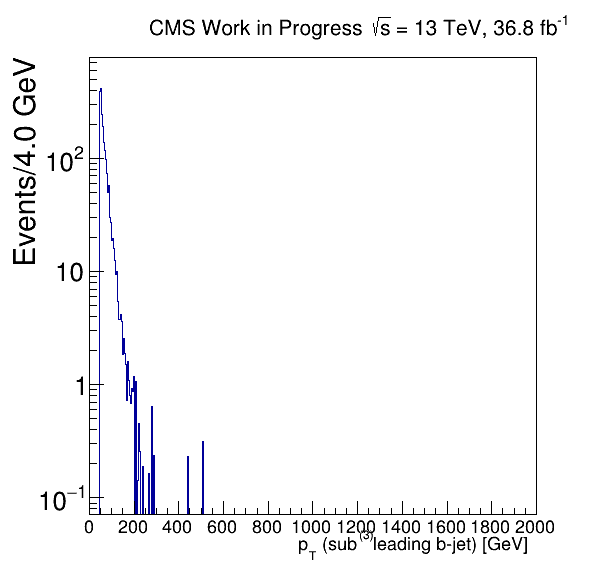 CMS Work in Progress √s = 13 TeV, 36.8 fb⁻¹
Events/4.0 GeV
10²
10
1
10⁻¹
0 200 400 600 800 1000 1200 1400 1600 1800 2000
p_T (sub⁽³⁾leading b-jet) [GeV]